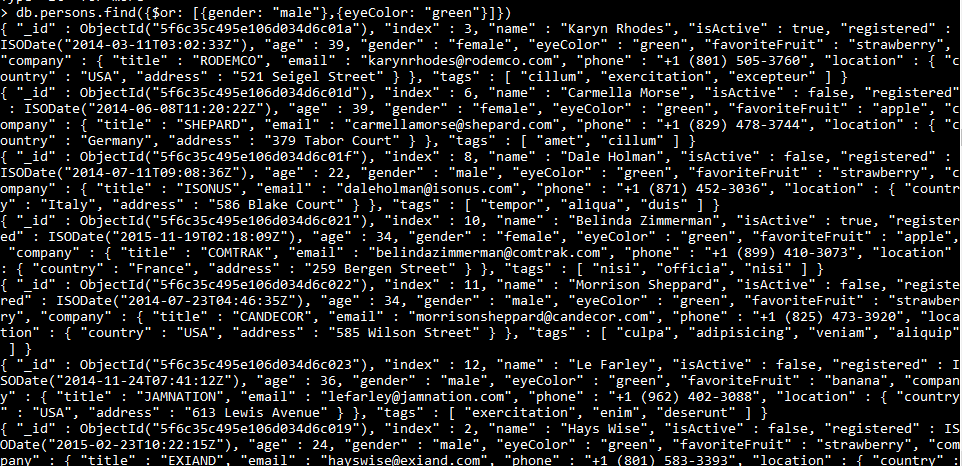 > db.persons.find({$or: [{gender: "male"},{eyeColor: "green"}]})
{ "_id" : ObjectId("5f6c35c495e106d034d6c01a"), "index" : 3, "name" : "Karyn Rhodes", "isActive" : true, "registered" :
ISODate("2014-03-11T03:02:33Z"), "age" : 39, "gender" : "female", "eyeColor" : "green", "favoriteFruit" : "strawberry",
"company" : { "title" : "RODEMCO", "email" : "karynrhodes@rodemco.com", "phone" : "+1 (801) 505-3760", "location" : { "c
ountry" : "USA", "address" : "521 Seigel Street" } }, "tags" : [ "cillum", "exercitation", "excepteur" ] }
{ "_id" : ObjectId("5f6c35c495e106d034d6c01d"), "index" : 6, "name" : "Carmella Morse", "isActive" : false, "registered"
: ISODate("2014-06-08T11:20:22Z"), "age" : 39, "gender" : "female", "eyeColor" : "green", "favoriteFruit" : "apple", "c
ompany" : { "title" : "SHEPARD", "email" : "carmellamorse@shepard.com", "phone" : "+1 (829) 478-3744", "location" : { "c
ountry" : "Germany", "address" : "379 Tabor Court" } }, "tags" : [ "amet", "cillum" ] }
{ "_id" : ObjectId("5f6c35c495e106d034d6c01f"), "index" : 8, "name" : "Dale Holman", "isActive" : false, "registered" :
ISODate("2014-07-11T09:08:36Z"), "age" : 22, "gender" : "male", "eyeColor" : "green", "favoriteFruit" : "strawberry", "c
ompany" : { "title" : "ISONUS", "email" : "daleholman@isonus.com", "phone" : "+1 (871) 452-3036", "location" : { "countr
y" : "Italy", "address" : "586 Blake Court" } }, "tags" : [ "tempor", "aliqua", "duis" ] }
{ "_id" : ObjectId("5f6c35c495e106d034d6c021"), "index" : 10, "name" : "Belinda Zimmerman", "isActive" : true, "register
ed" : ISODate("2015-11-19T02:18:09Z"), "age" : 34, "gender" : "female", "eyeColor" : "green", "favoriteFruit" : "apple",
"company" : { "title" : "COMTRAK", "email" : "belindazimmerman@comtrak.com", "phone" : "+1 (899) 410-3073", "location"
: { "country" : "France", "address" : "259 Bergen Street" } }, "tags" : [ "nisi", "officia", "nisi" ] }
{ "_id" : ObjectId("5f6c35c495e106d034d6c022"), "index" : 11, "name" : "Morrison Sheppard", "isActive" : false, "registe
red" : ISODate("2014-07-23T04:46:35Z"), "age" : 34, "gender" : "male", "eyeColor" : "green", "favoriteFruit" : "strawber
ry", "company" : { "title" : "CANDECOR", "email" : "morrisonsheppard@candecor.com", "phone" : "+1 (825) 473-3920", "loca
tion" : { "country" : "USA", "address" : "585 Wilson Street" } }, "tags" : [ "culpa", "adipisicing", "veniam", "aliquip"
] }
{ "_id" : ObjectId("5f6c35c495e106d034d6c023"), "index" : 12, "name" : "Le Farley", "isActive" : false, "registered" : I
SODate("2014-11-24T07:41:12Z"), "age" : 36, "gender" : "male", "eyeColor" : "green", "favoriteFruit" : "banana", "compan
y" : { "title" : "JAMNATION", "email" : "lefarley@jamnation.com", "phone" : "+1 (962) 402-3088", "location" : { "country
" : "USA", "address" : "613 Lewis Avenue" } }, "tags" : [ "exercitation", "enim", "deserunt" ] }
{ "_id" : ObjectId("5f6c35c495e106d034d6c019"), "index" : 2, "name" : "Hays Wise", "isActive" : false, "registered" : IS
ODate("2015-02-23T10:22:15Z"), "age" : 24, "gender" : "male", "eyeColor" : "green", "favoriteFruit" : "strawberry", "com
pany" : { "title" : "EXIAND", "email" : "hayswise@exiand.com", "phone" : "+1 (801) 583-3393", "location" : { "country" :